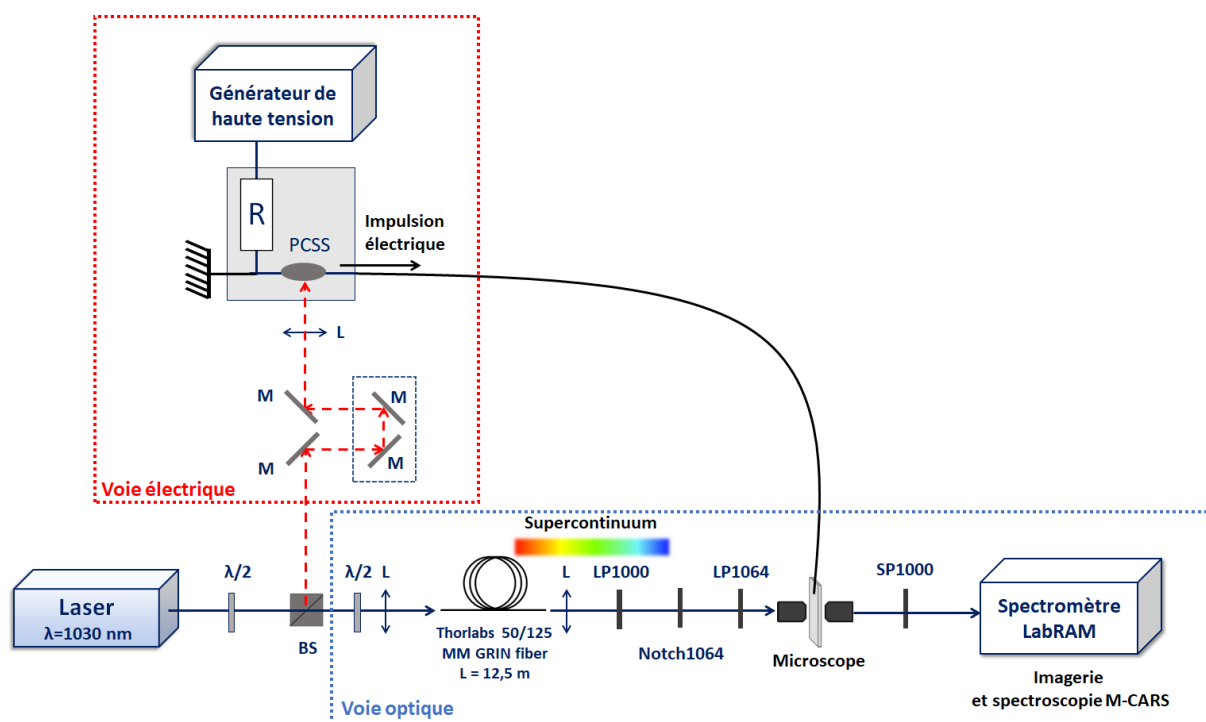 Générateur de
haute tension
R
PCSS
Impulsion
électrique
L
M
M
M
M
Voie électrique
Supercontinuum
λ/2
λ/2
L
L
LP1000
LP1064
SP1000
Laser
λ=1030 nm
BS
Thorlabs 50/125
MM GRIN fiber
L = 12,5 m
Notch1064
Microscope
Spectromètre
LabRAM
Imagerie
et spectroscopie M-CARS
Voie optique